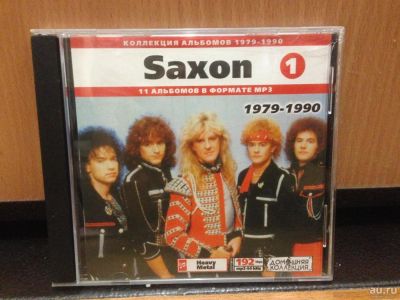 КОЛЛЕКЦИЯ АЛЬБОМОВ 1979-1990
Saxon 1
11 АЛЬБОМОВ В ФОРМАТЕ MP3
1979-1990
Heavy Metal
192
ДОМАШНЯЯ КОЛЛЕКЦИЯ
au.ru